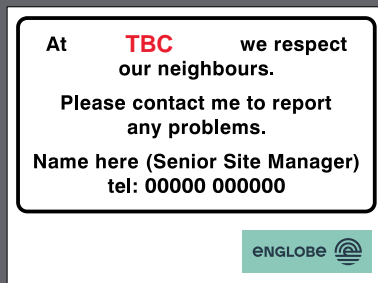 At TBC we respect
our neighbours.
Please contact me to report
any problems.
Name here (Senior Site Manager)
tel: 00000 000000
ENGLOBE